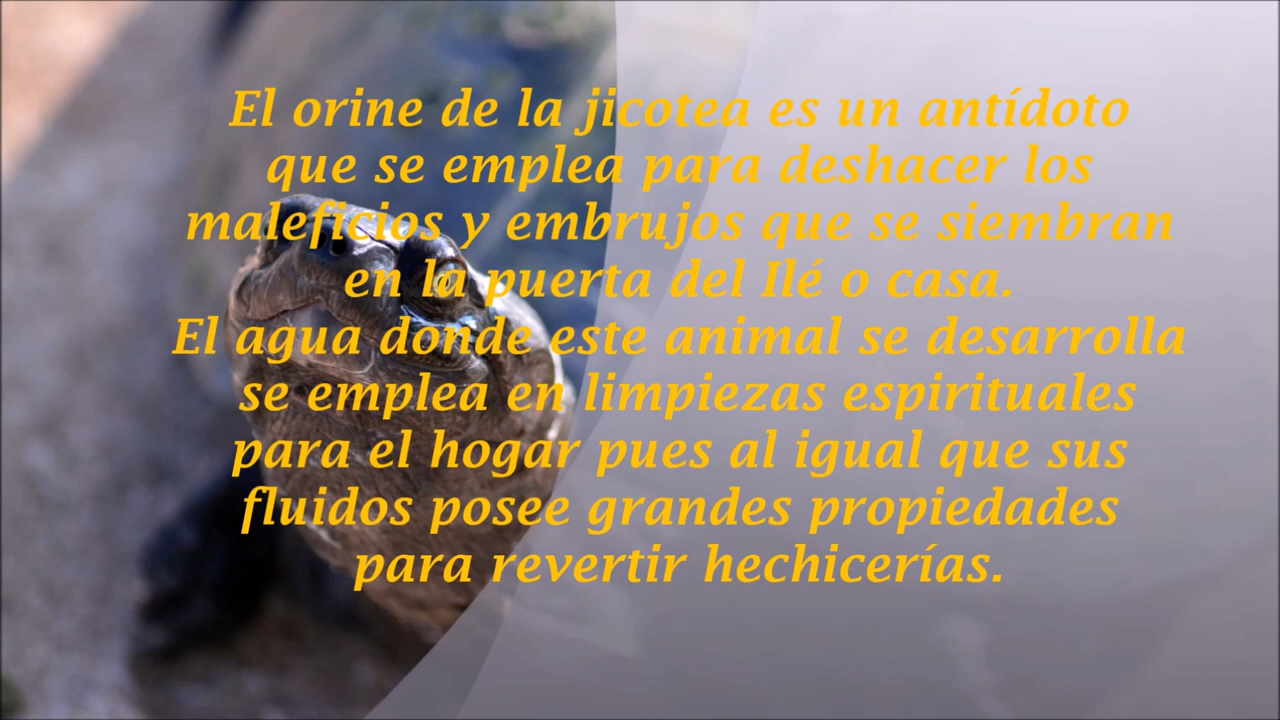 El orine de la jicotea es un antídoto
que se emplea para deshacer los
maleficios y embrujos que se siembran
en la puerta del Ilé o casa.
El agua donde este animal se desarrolla
se emplea en limpiezas espirituales
para el hogar pues al igual que sus
fluidos posee grandes propiedades
para revertir hechicerías.